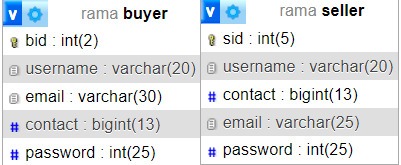 v rama buyer
bid : int(2)
username : varchar(20)
email : varchar(30)
# contact : bigint(13)
# password : int(25)
v rama seller
sid : int(5)
username : varchar(20)
# contact : bigint(13)
email : varchar(25)
# password : int(25)